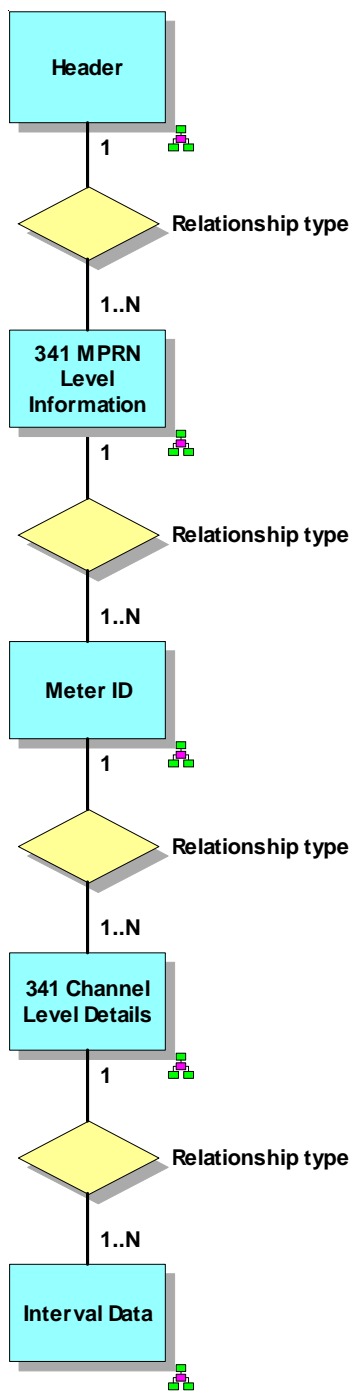 Header
1
Relationship type
1..N
341 MPRN
Level
Information
1
Relationship type
1..N
Meter ID
1
Relationship type
1..N
341 Channel
Level Details
1
Relationship type
1..N
Interval Data